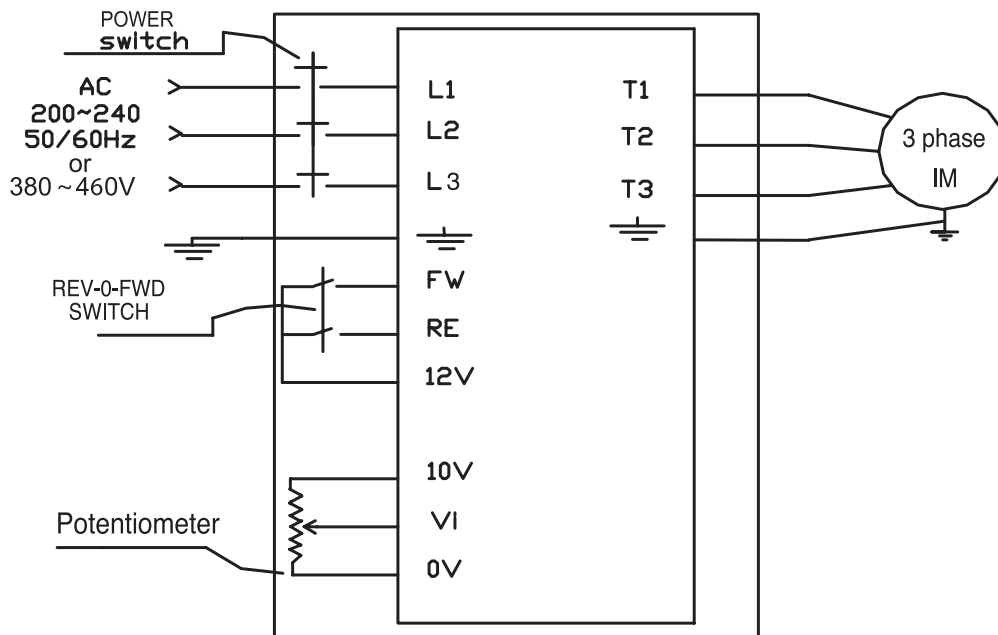 POWER
switch
AC
200~240
50/60Hz
or
380~460V
REV-0-FWD
SWITCH
Potentiometer
L1
L2
L3
FW
RE
12V
10V
VI
0V
T1
T2
T3
3 phase
IM